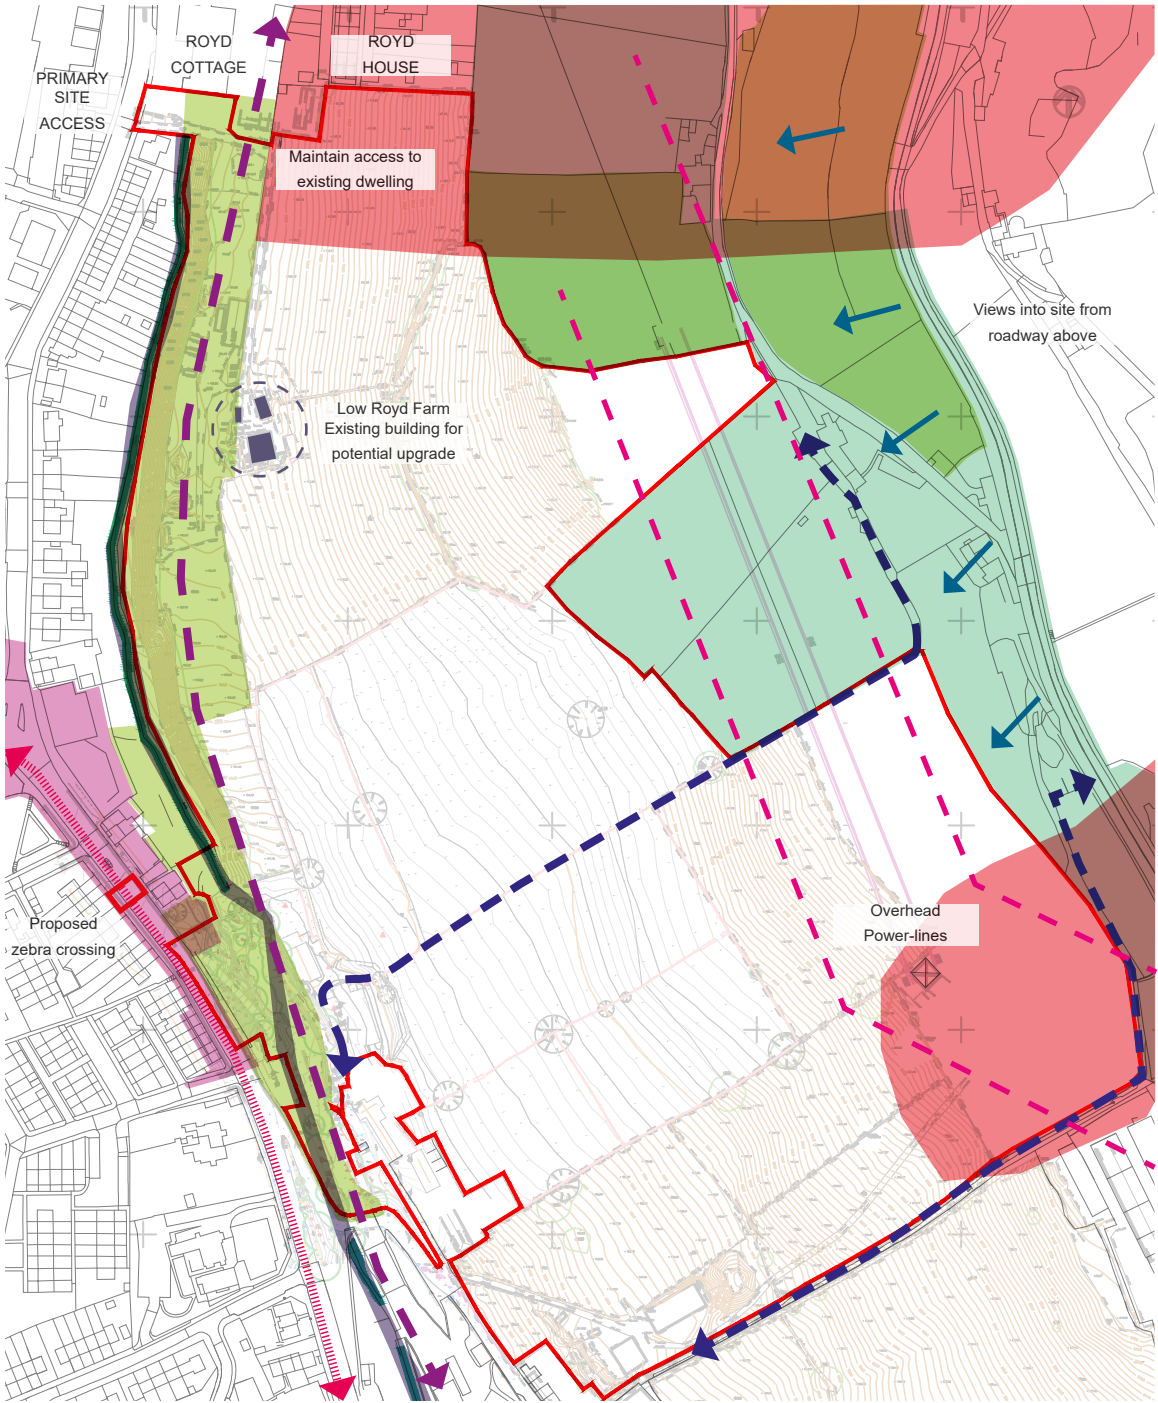 ROYD
COTTAGE
ROYD
HOUSE
PRIMARY
SITE
ACCESS
Maintain access to
existing dwelling
Views into site from
roadway above
Low Royd Farm
Existing building for
potential upgrade
Overhead
Power-lines
Proposed
zebra crossing